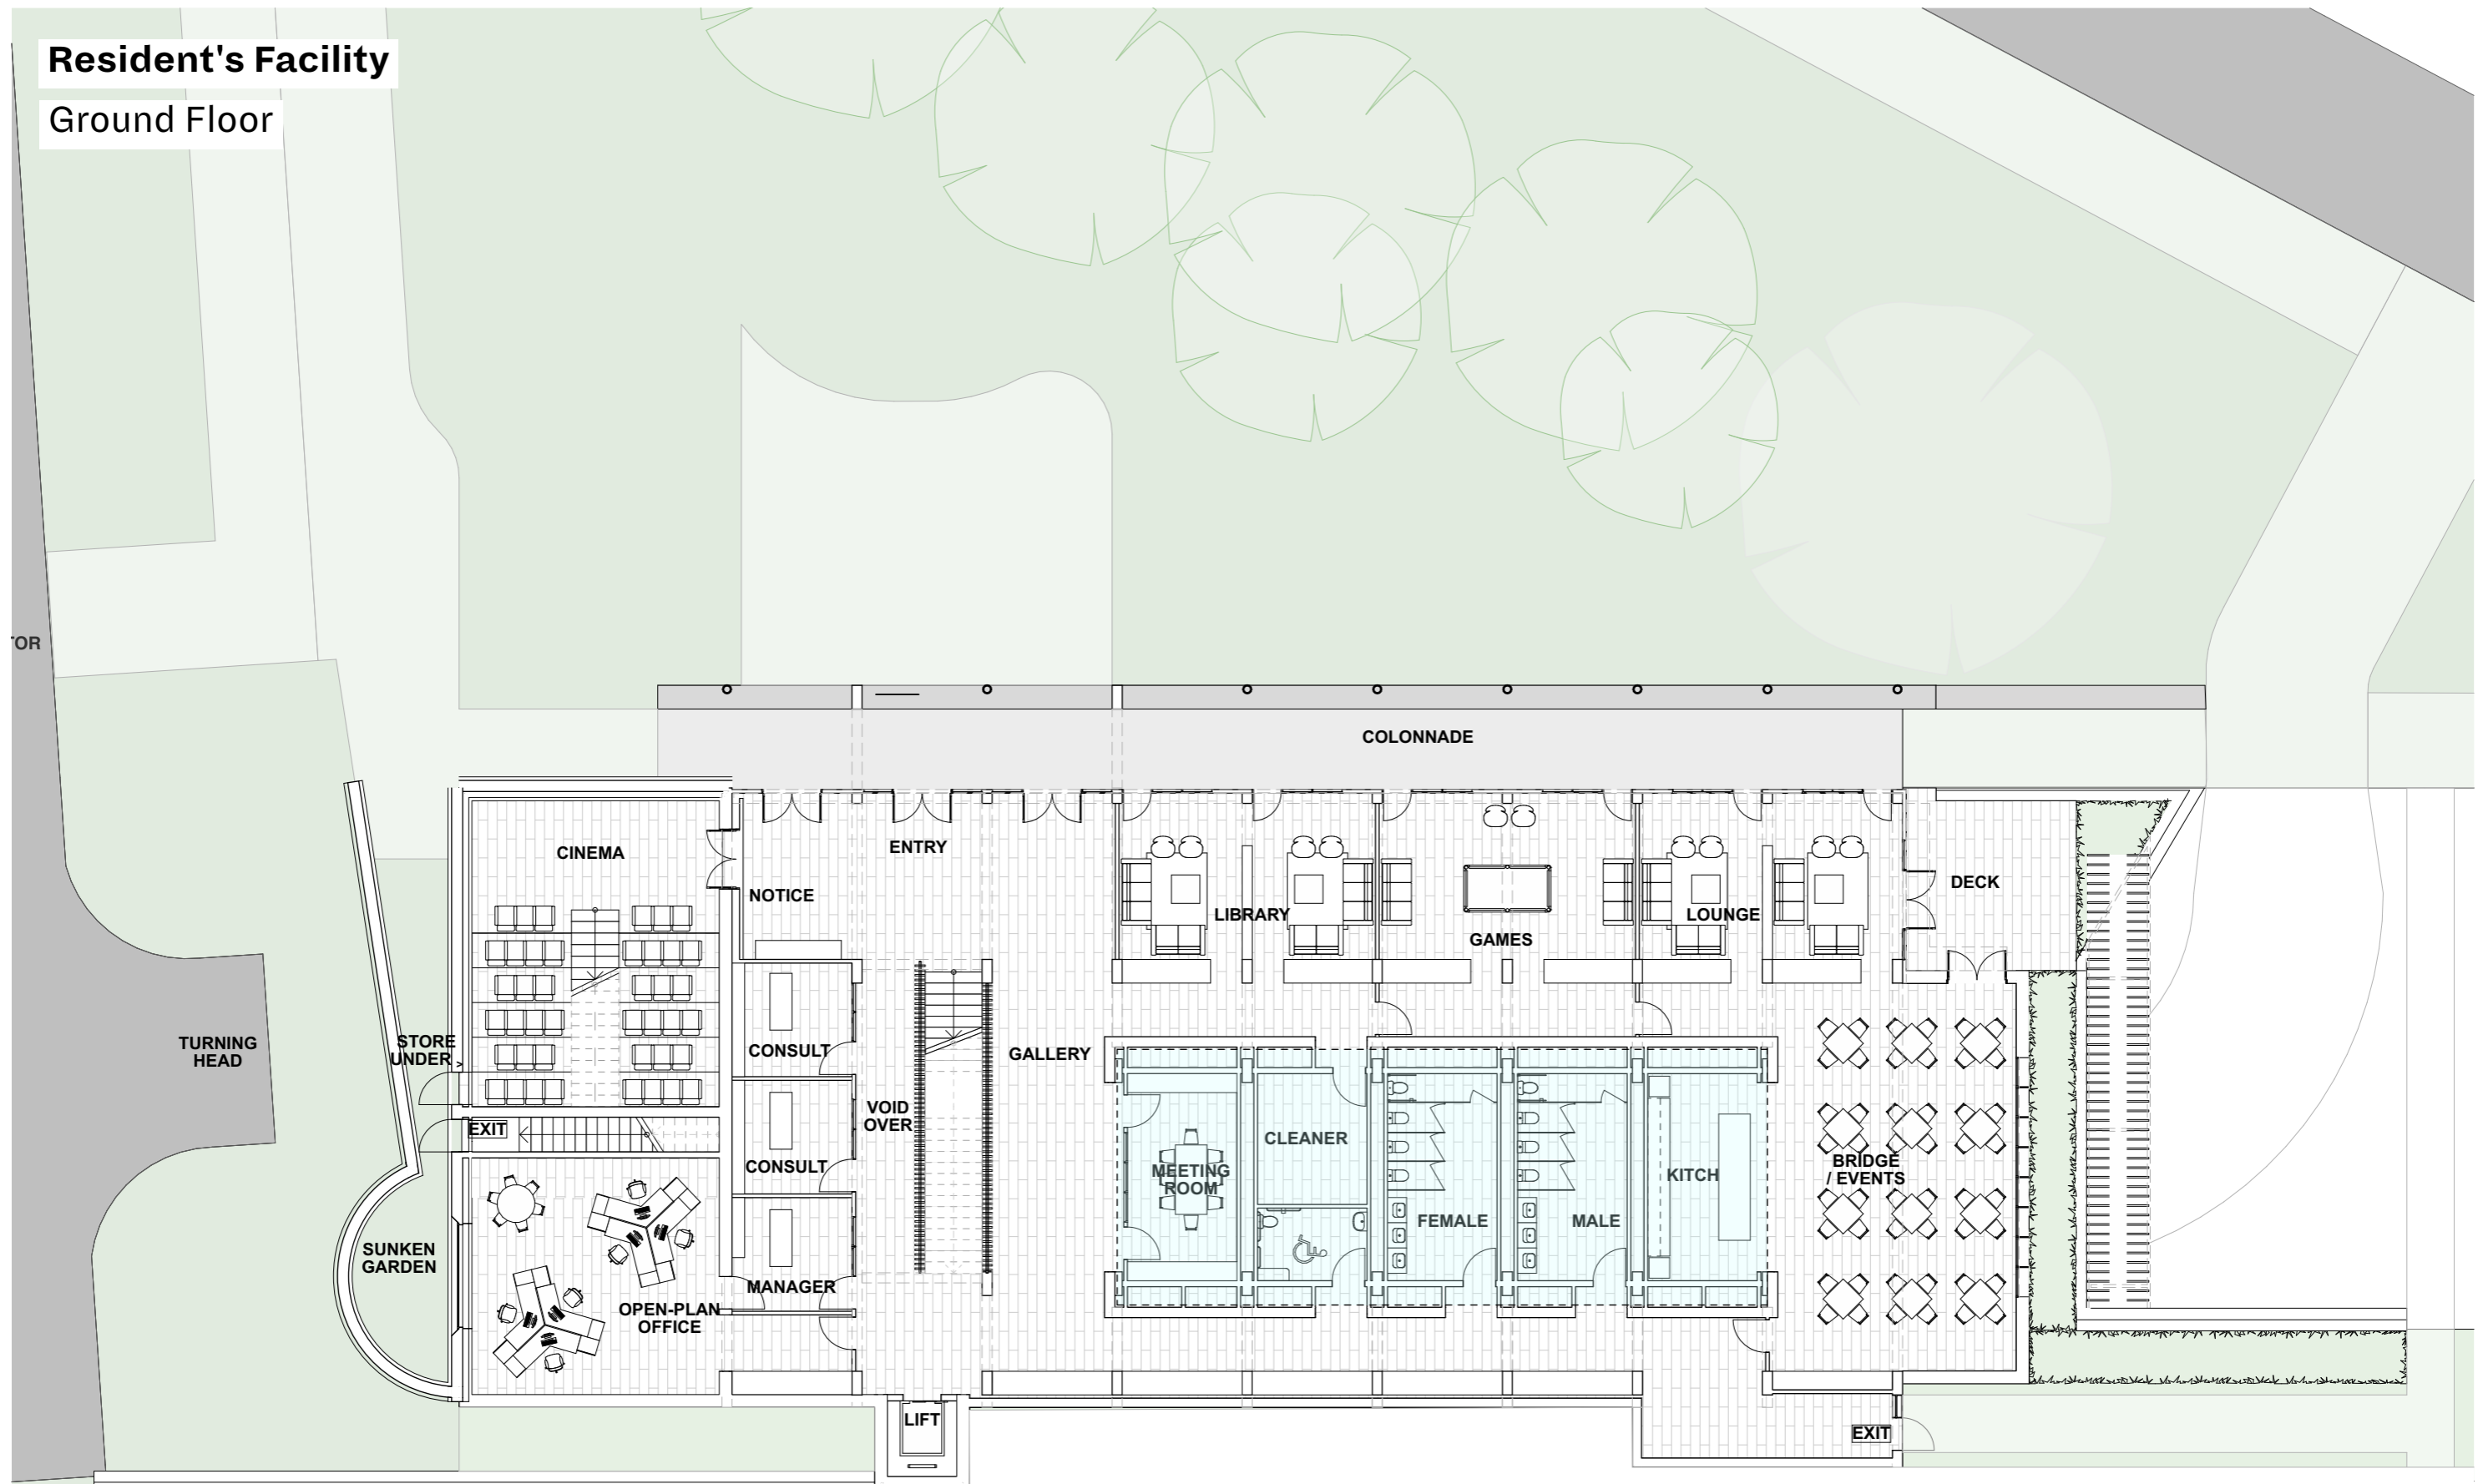 Resident's Facility
Ground Floor
TOR
COLONNADE
CINEMA
ENTRY
NOTICE
DECK
LIBRARY
LOUNGE
GAMES
TURNING
HEAD
STORE
UNDER
CONSULT
GALLERY
VOID
OVER
EXIT
CLEANER
CONSULT
MEETING
ROOM
KITCH
BRIDGE
/ EVENTS
FEMALE
MALE
SUNKEN
GARDEN
MANAGER
OPEN-PLAN
OFFICE
LIFT
EXIT